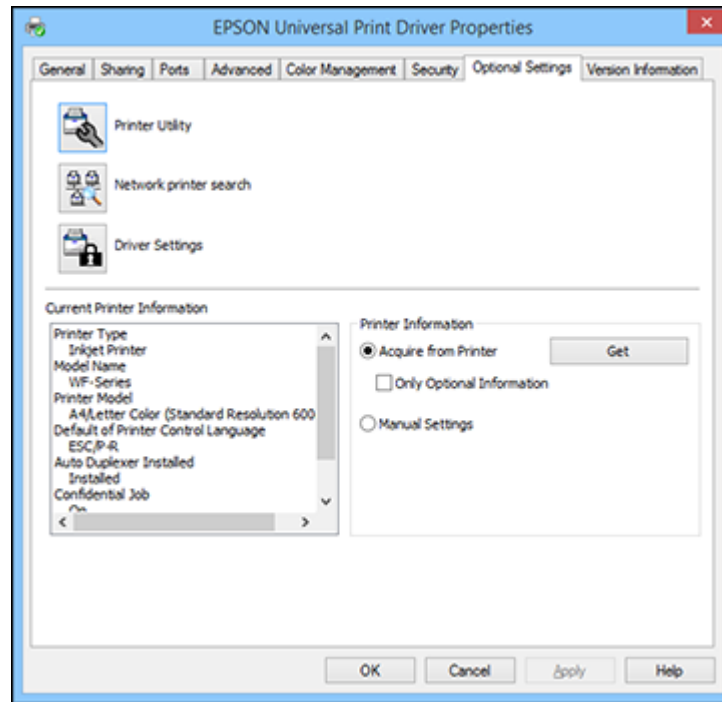 EPSON Universal Print Driver Properties
General Sharing Ports Advanced Color Management Security Optional Settings Version Information
Printer Utility
Network printer search
Driver Settings
Current Printer Information
Printer Type
Inkjet Printer
Model Name
WF-Series
Printer Model
A4/Letter Color (Standard Resolution 600
Default of Printer Control Language
ESC/P-R
Auto Duplexer Installed
Installed
Confidential Job
On
Printer Information
Acquire from Printer Get
Only Optional Information
Manual Settings
OK Cancel Apply Help